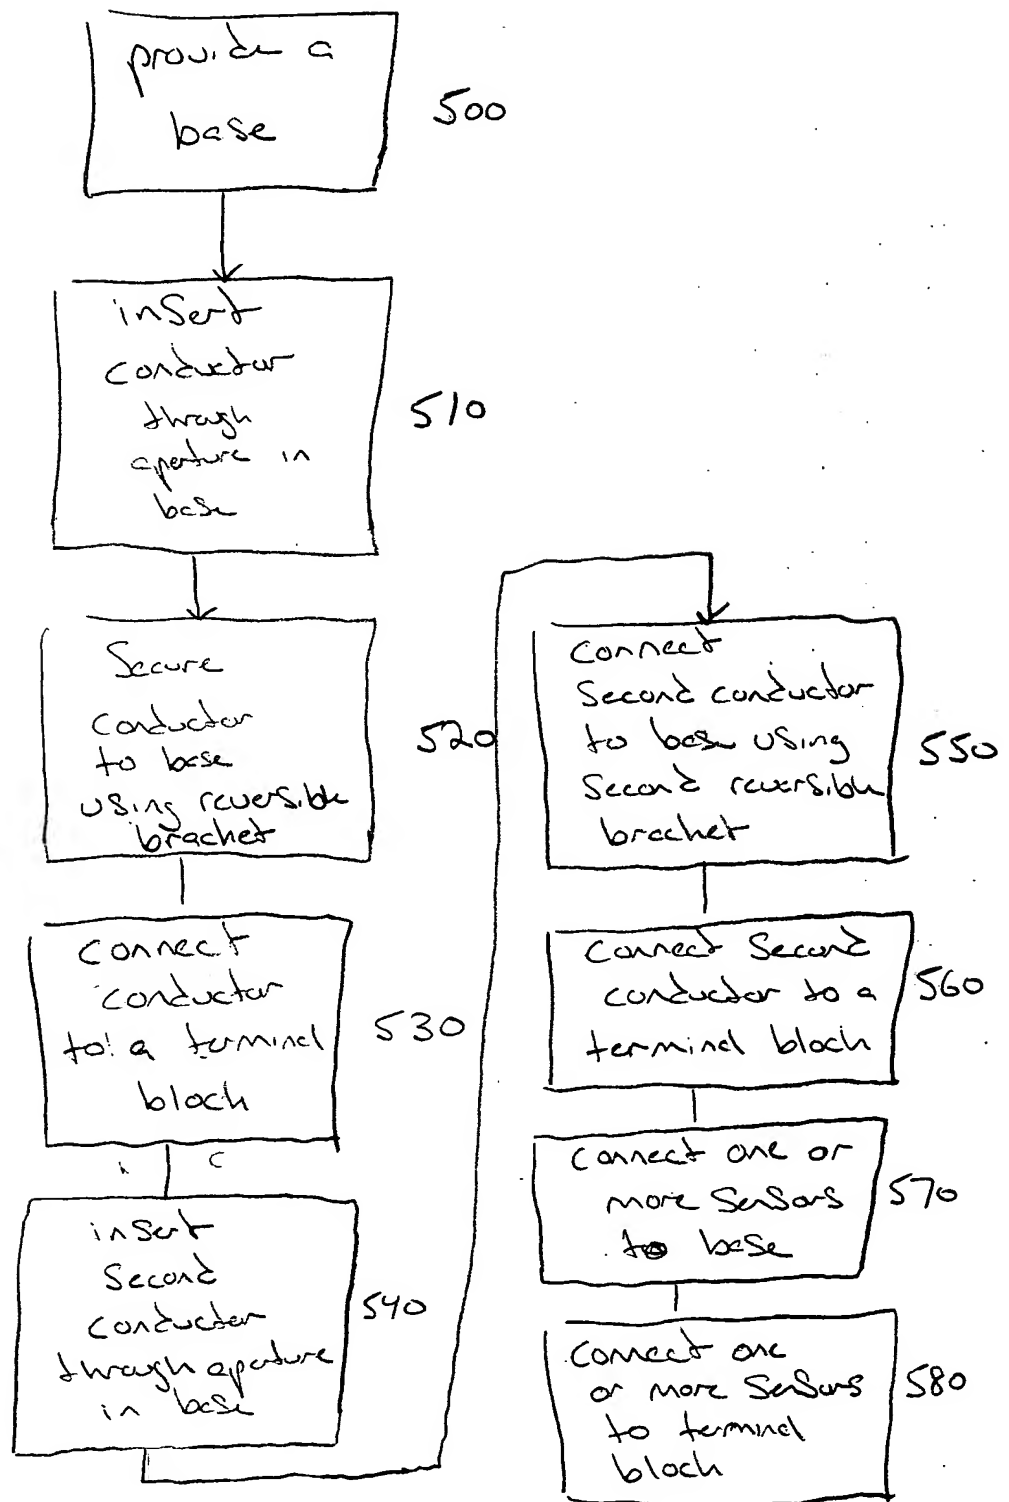 provide a
base
500
insert
conductor
through
aperture in
base
510
Secure
conductor
to base
using reversible
bracket
520
connect
conductor
to a terminal
block
530
insert
Second
conductor
through aperture
in base
540
connect
Second conductor
to base using
Second reversible
bracket
550
Connect Second
conductor to a
terminal block
560
Connect one or
more Sensors
to base
570
Connect one
or more Sensors
to terminal
block
580